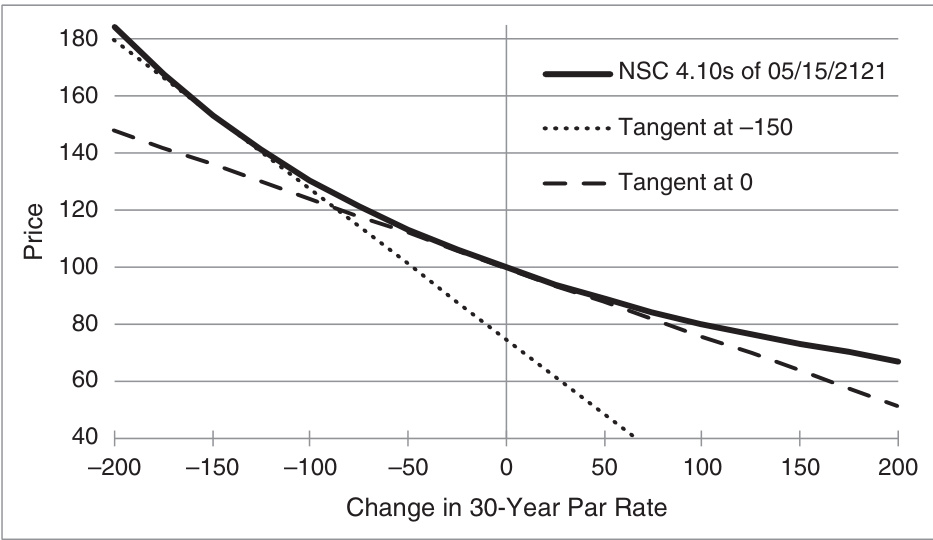 180
160
140
120
100
80
60
40
Price
NSC 4.10s of 05/15/2121
Tangent at –150
Tangent at 0
–200 –150 –100 –50 0 50 100 150 200
Change in 30-Year Par Rate